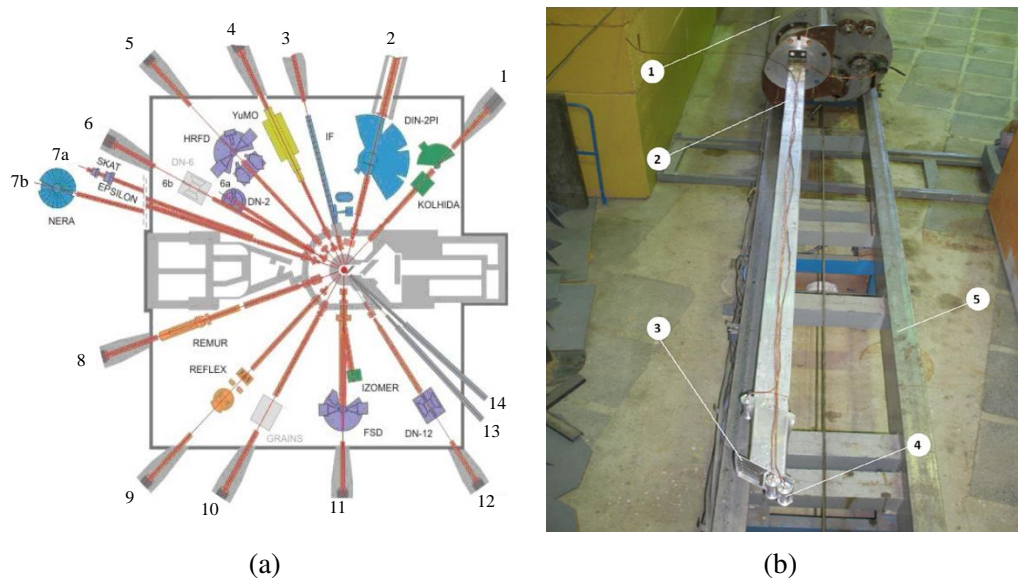 5
4
3
2
1
6
7a
7b
HRFD
YuMO
IF
DIN-2PI
KOLHIDA
DN-6
SKAT
EPSILON
6b
6a
DN-2
NERA
8
REMUR
REFLEX
IZOMER
GRAINS
FSD
DN-12
14
13
9
10
11
12
(a)
1
2
3
5
4
(b)